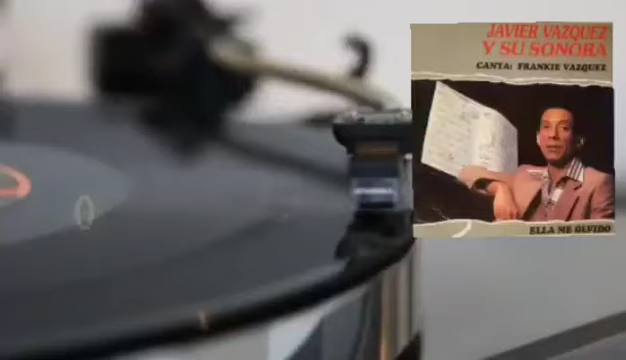 JAVIER VAZQUEZ
Y SU SONORA
CANTA: FRANKIE VAZQUEZ
ELLA ME OLVIDO